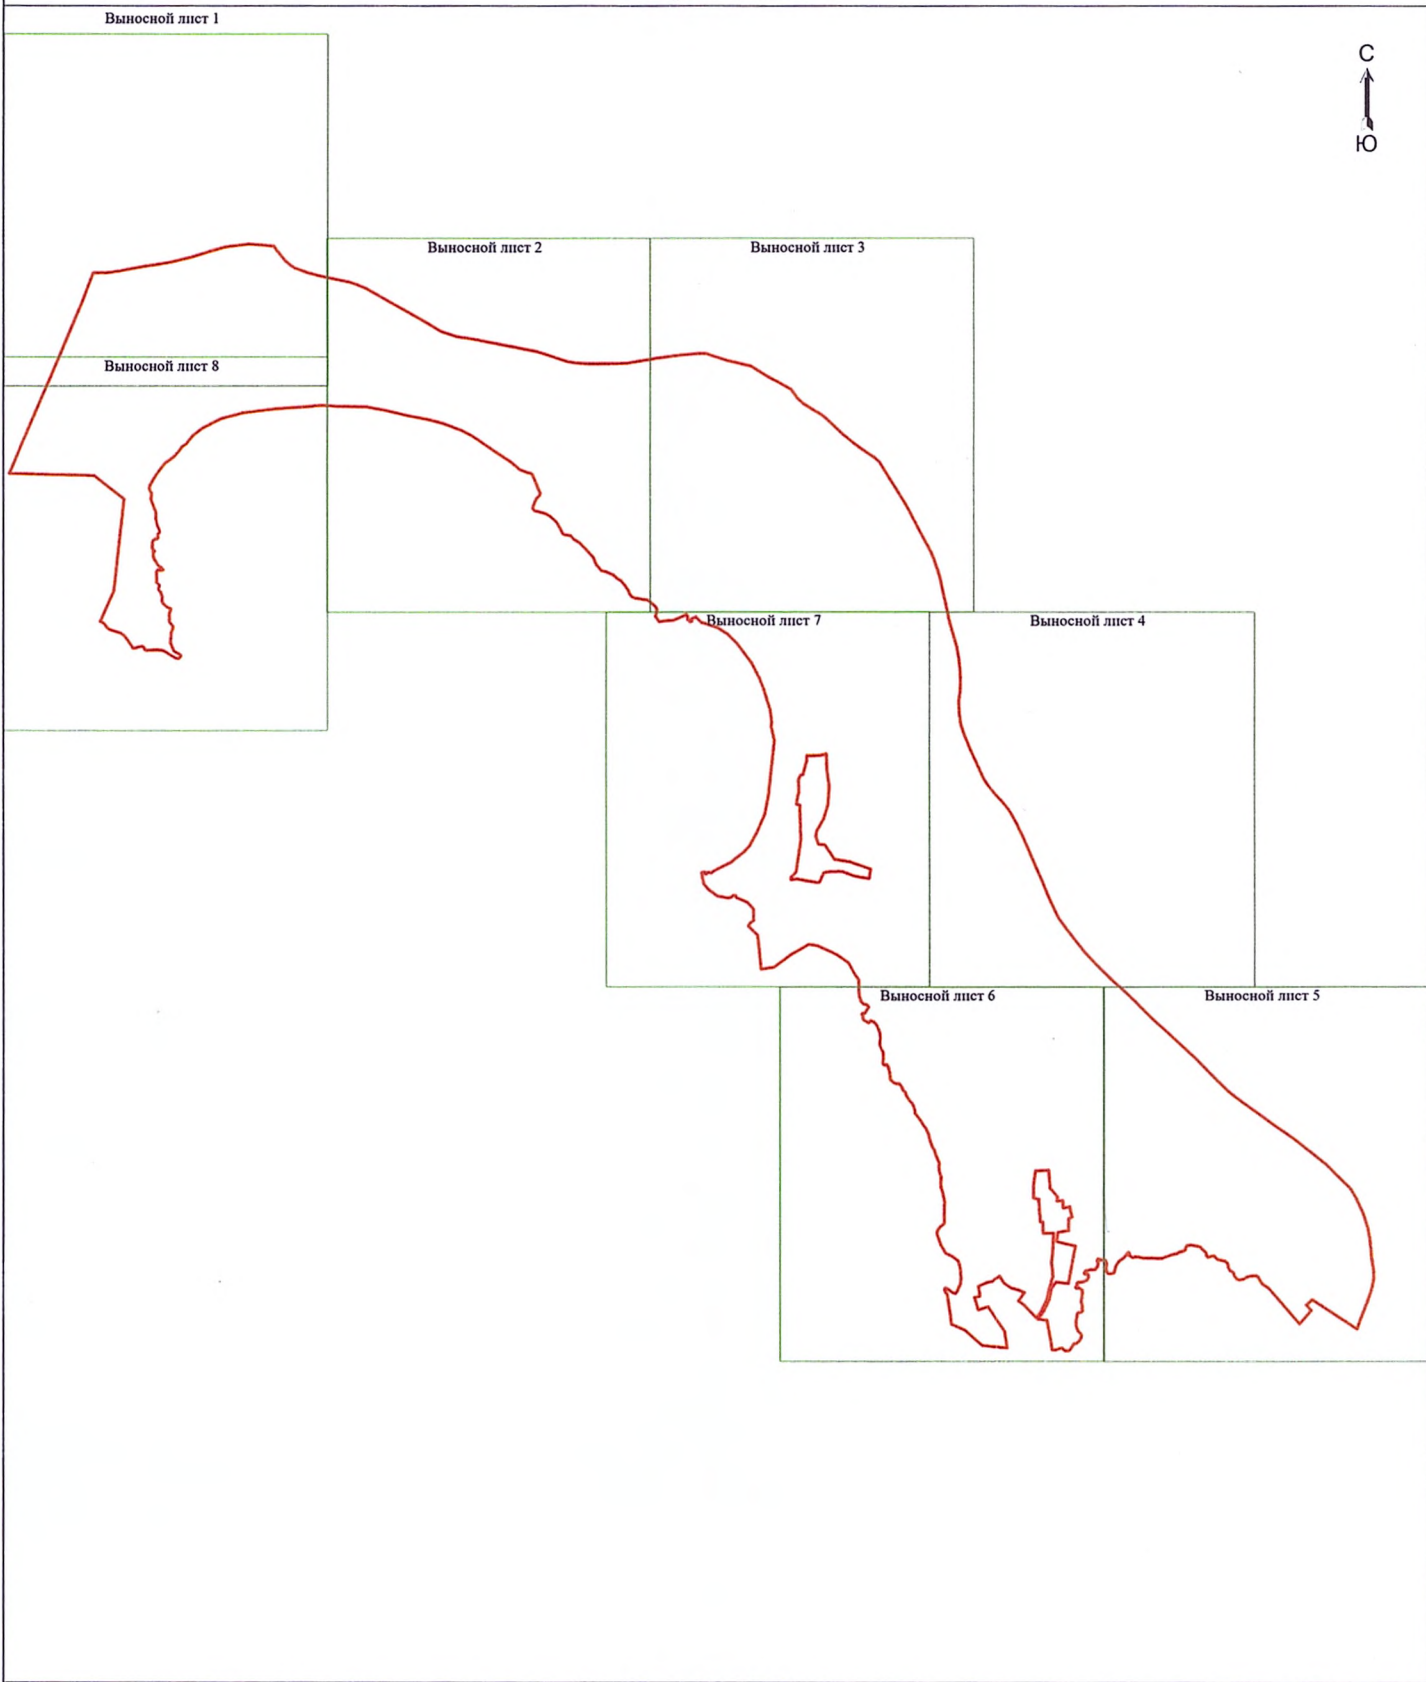 Выносной лист 1
С
Ю
Выносной лист 2
Выносной лист 3
Выносной лист 8
Выносной лист 7
Выносной лист 4
Выносной лист 6
Выносной лист 5